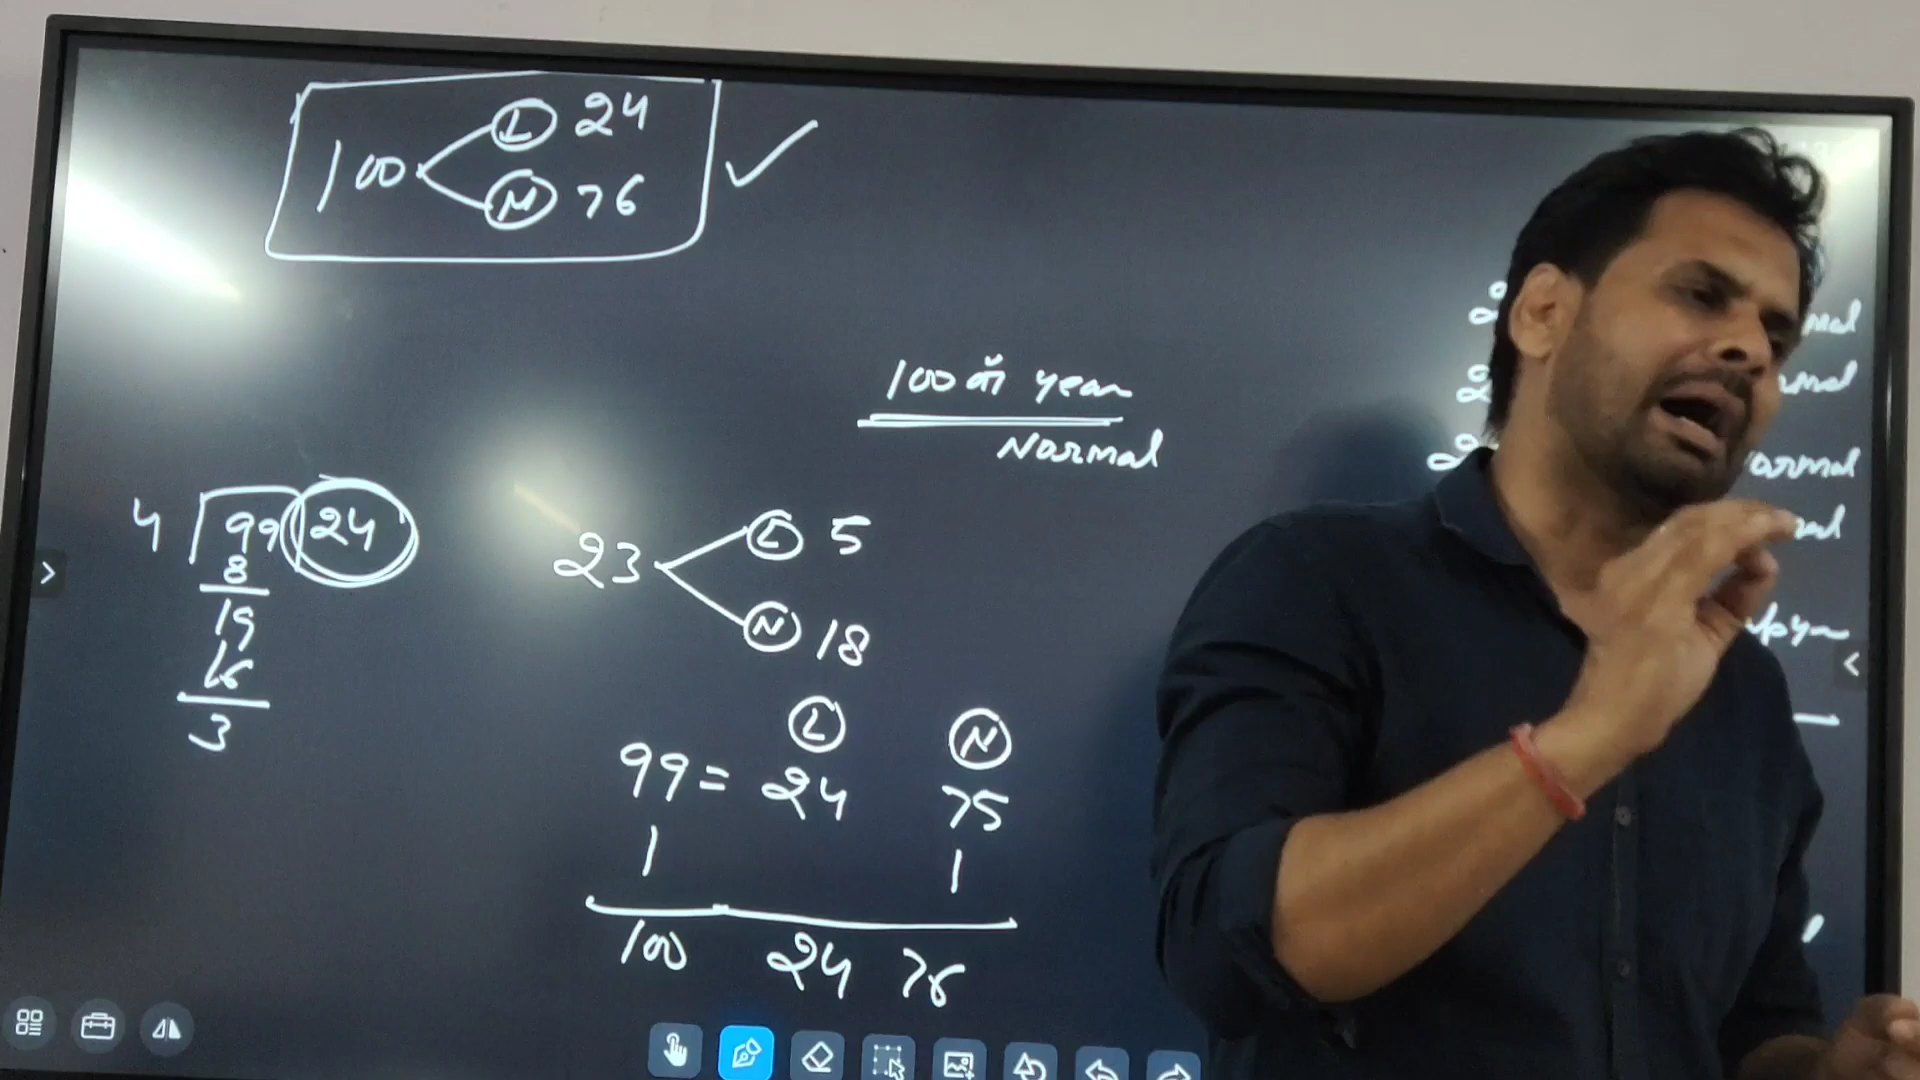 100 L 24
N 76
100 वाँ year
Normal
4 99 24
8
19
16
3
23 L 5
N 18
L N
99 = 24 75
1 1
100 24 76